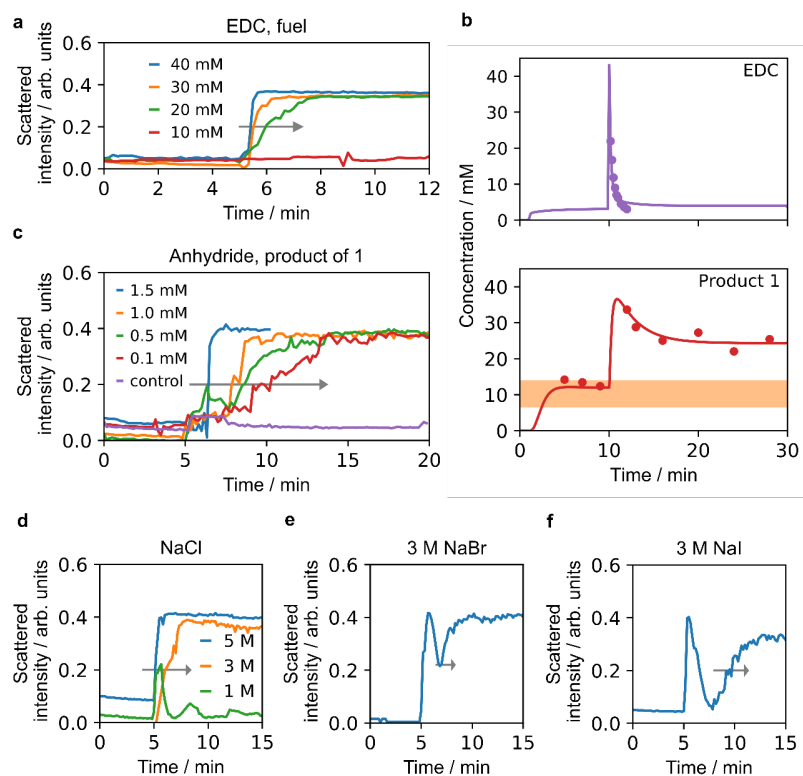 a
EDC, fuel
Scattered
intensity / arb. units
0.6
0.4
0.2
0.0
40 mM
30 mM
20 mM
10 mM
0 2 4 6 8 10 12
Time / min
b
EDC
40
30
20
10
0
Product 1
40
30
20
10
0
Concentration / mM
0 10 20 30
Time / min
c
Anhydride, product of 1
Scattered
intensity / arb. units
0.6
0.4
0.2
0.0
1.5 mM
1.0 mM
0.5 mM
0.1 mM
control
0 5 10 15 20
Time / min
d
NaCl
Scattered
intensity / arb. units
0.6
0.4
0.2
0.0
5 M
3 M
1 M
0 5 10 15
Time / min
e
3 M NaBr
Scattered
intensity / arb. units
0.6
0.4
0.2
0.0
0 5 10 15
Time / min
f
3 M NaI
Scattered
intensity / arb. units
0.6
0.4
0.2
0.0
0 5 10 15
Time / min